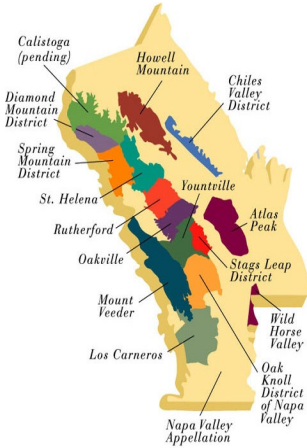 Calistoga
(pending)
Howell
Mountain
Chiles
Valley
District
Diamond
Mountain
District
Spring
Mountain
District
St. Helena
Yountville
Rutherford
Atlas
Peak
Oakville
Stags Leap
District
Mount
Veeder
Wild
Horse
Valley
Los Carneros
Oak
Knoll
District
of Napa
Valley
Napa Valley
Appellation